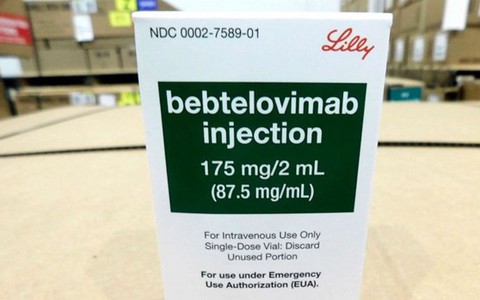 NDC 0002-7589-01
Lilly
bebtelovimab
injection
175 mg/2 mL
(87.5 mg/mL)
For Intravenous Use Only
Single-Dose Vial: Discard
Unused Portion
For use under Emergency
Use Authorization (EUA).